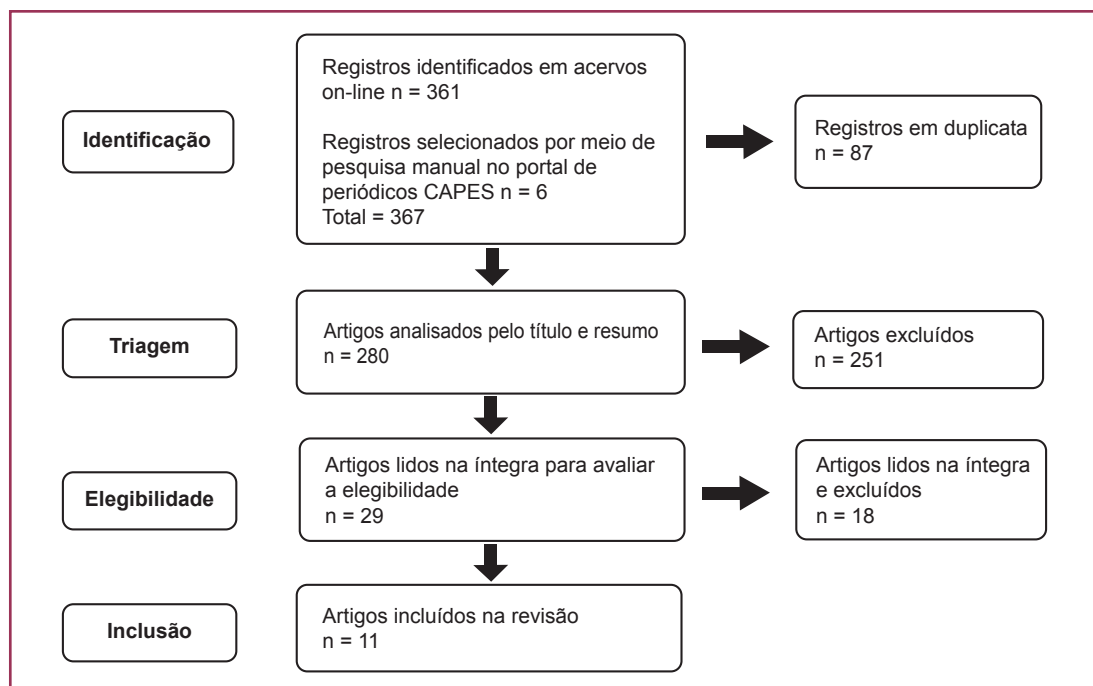 Identificação
Registros identificados em acervos
on-line n = 361
Registros selecionados por meio de
pesquisa manual no portal de
periódicos CAPES n = 6
Total = 367
Registros em duplicata
n = 87
Triagem
Artigos analisados pelo título e resumo
n = 280
Artigos excluídos
n = 251
Elegibilidade
Artigos lidos na íntegra para avaliar
a elegibilidade
n = 29
Artigos lidos na íntegra
e excluídos
n = 18
Inclusão
Artigos incluídos na revisão
n = 11